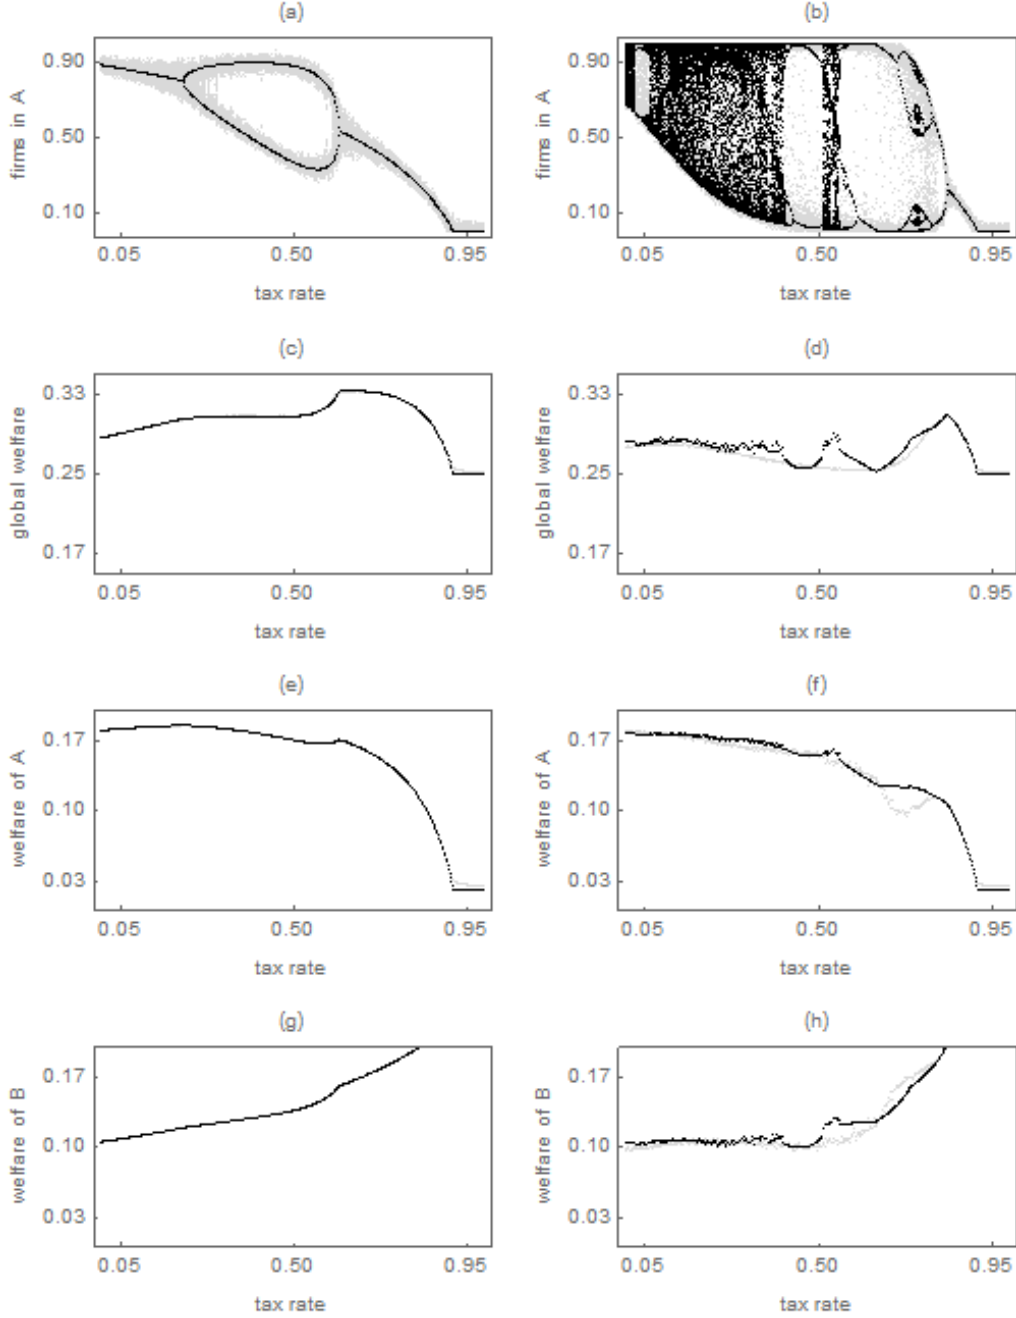 (a)
firms in A
0.90
0.50
0.10
0.05 0.50 0.95
tax rate
(b)
firms in A
0.90
0.50
0.10
0.05 0.50 0.95
tax rate
(c)
global welfare
0.33
0.25
0.17
0.05 0.50 0.95
tax rate
(d)
global welfare
0.33
0.25
0.17
0.05 0.50 0.95
tax rate
(e)
welfare of A
0.17
0.10
0.03
0.05 0.50 0.95
tax rate
(f)
welfare of A
0.17
0.10
0.03
0.05 0.50 0.95
tax rate
(g)
welfare of B
0.17
0.10
0.03
0.05 0.50 0.95
tax rate
(h)
welfare of B
0.17
0.10
0.03
0.05 0.50 0.95
tax rate